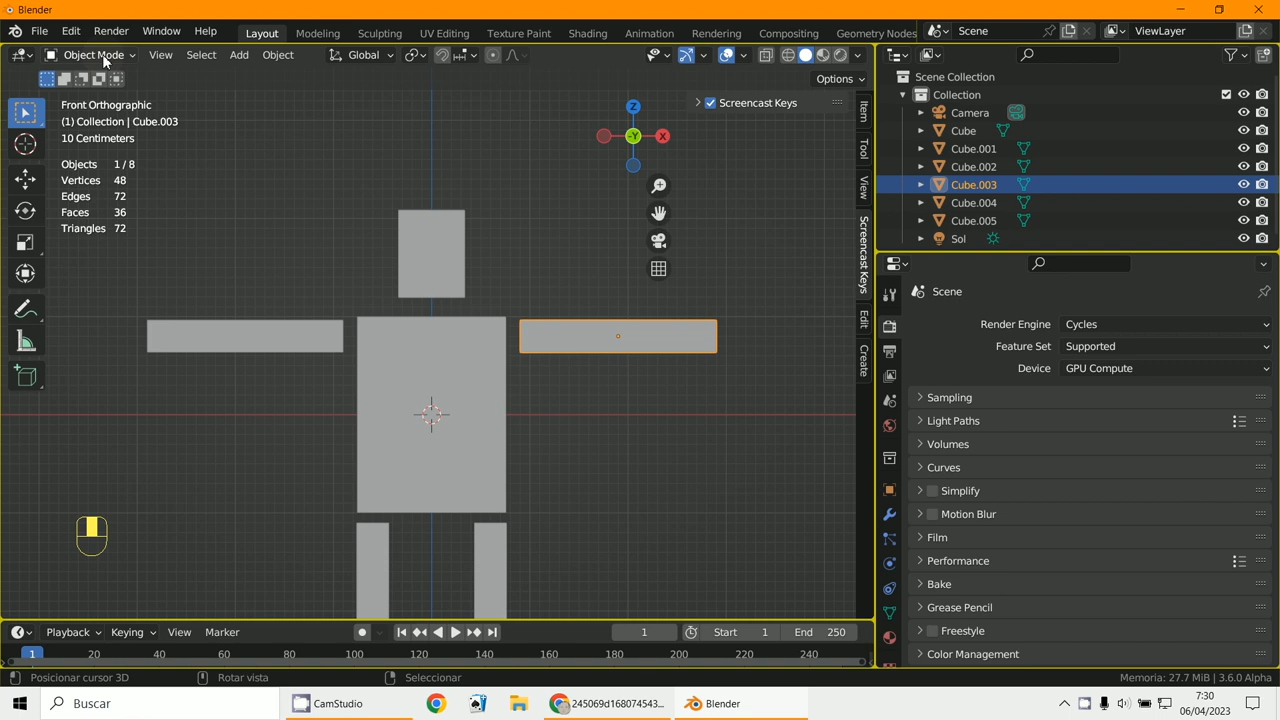 Blender
File Edit Render Window Help Layout Modeling Sculpting UV Editing Texture Paint Shading Animation Rendering Compositing Geometry Nodes Scene ViewLayer
Object Mode View Select Add Object Global
Options
Front Orthographic
(1) Collection | Cube.003
10 Centimeters
Objects 1 / 8
Vertices 48
Edges 72
Faces 36
Triangles 72
Screencast Keys
Z
-Y
X
Item
Tool
View
Screencast Keys
Edit
Create
Scene Collection
Collection
Camera
Cube
Cube.001
Cube.002
Cube.003
Cube.004
Cube.005
Sol
Scene
Render Engine Cycles
Feature Set Supported
Device GPU Compute
Sampling
Light Paths
Volumes
Curves
Simplify
Motion Blur
Film
Performance
Bake
Grease Pencil
Freestyle
Color Management
Playback Keying View Marker 1 Start 1 End 250
1 20 40 60 80 100 120 140 160 180 200 220 240
Posicionar cursor 3D Rotar vista Seleccionar Memoria: 27.7 MiB | 3.6.0 Alpha
Buscar CamStudio 245069d168074543... Blender 7:30
06/04/2023